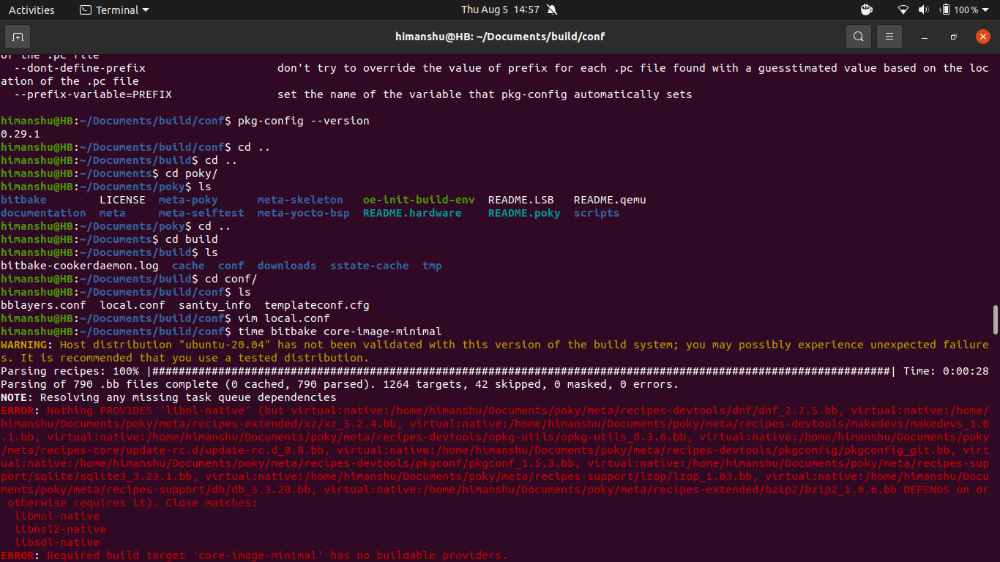 Activities Terminal Thu Aug 5 14:57 100 %
himanshu@HB: ~/Documents/build/conf
of the .pc file
  --dont-define-prefix                    don't try to override the value of prefix for each .pc file found with a guesstimated value based on the loc
ation of the .pc file
  --prefix-variable=PREFIX                set the name of the variable that pkg-config automatically sets
himanshu@HB:~/Documents/build/conf$ pkg-config --version
0.29.1
himanshu@HB:~/Documents/build/conf$ cd ..
himanshu@HB:~/Documents/build$ cd ..
himanshu@HB:~/Documents$ cd poky/
himanshu@HB:~/Documents/poky$ ls
bitbake        LICENSE  meta-poky      meta-skeleton   oe-init-build-env  README.LSB   README.qemu
documentation  meta     meta-selftest  meta-yocto-bsp  README.hardware    README.poky  scripts
himanshu@HB:~/Documents/poky$ cd ..
himanshu@HB:~/Documents$ cd build
himanshu@HB:~/Documents/build$ ls
bitbake-cookerdaemon.log  cache  conf  downloads  sstate-cache  tmp
himanshu@HB:~/Documents/build$ cd conf/
himanshu@HB:~/Documents/build/conf$ ls
bblayers.conf  local.conf  sanity_info  templateconf.cfg
himanshu@HB:~/Documents/build/conf$ vim local.conf
himanshu@HB:~/Documents/build/conf$ time bitbake core-image-minimal
WARNING: Host distribution "ubuntu-20.04" has not been validated with this version of the build system; you may possibly experience unexpected failure
s. It is recommended that you use a tested distribution.
Parsing recipes: 100% |################################################################################################################| Time: 0:00:28
Parsing of 790 .bb files complete (0 cached, 790 parsed). 1264 targets, 42 skipped, 0 masked, 0 errors.
NOTE: Resolving any missing task queue dependencies
ERROR: Nothing PROVIDES 'libnl-native' (but virtual:native:/home/himanshu/Documents/poky/meta/recipes-devtools/dnf/dnf_2.7.5.bb, virtual:native:/home/
himanshu/Documents/poky/meta/recipes-extended/xz/xz_5.2.4.bb, virtual:native:/home/himanshu/Documents/poky/meta/recipes-devtools/makedevs/makedevs_1.0
.1.bb, virtual:native:/home/himanshu/Documents/poky/meta/recipes-devtools/opkg-utils/opkg-utils_0.3.6.bb, virtual:native:/home/himanshu/Documents/poky
/meta/recipes-core/update-rc.d/update-rc.d_0.8.bb, virtual:native:/home/himanshu/Documents/poky/meta/recipes-devtools/pkgconfig/pkgconfig_git.bb, virt
ual:native:/home/himanshu/Documents/poky/meta/recipes-devtools/pkgconf/pkgconf_1.5.3.bb, virtual:native:/home/himanshu/Documents/poky/meta/recipes-sup
port/sqlite/sqlite3_3.23.1.bb, virtual:native:/home/himanshu/Documents/poky/meta/recipes-support/lzop/lzop_1.03.bb, virtual:native:/home/himanshu/Docu
ments/poky/meta/recipes-support/db/db_5.3.28.bb, virtual:native:/home/himanshu/Documents/poky/meta/recipes-extended/bzip2/bzip2_1.0.6.bb DEPENDS on or
 otherwise requires it). Close matches:
  libmnl-native
  libnsl2-native
  libsdl-native
ERROR: Required build target 'core-image-minimal' has no buildable providers.